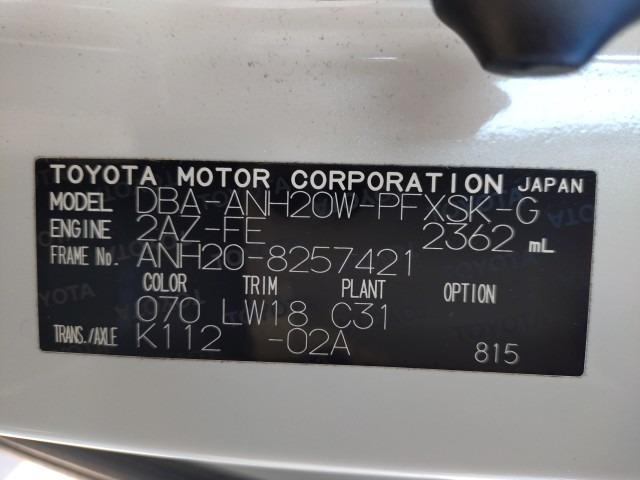 TOYOTA MOTOR CORPORATION JAPAN
MODEL DBA-ANH20W-PFXSK-G
ENGINE 2AZ-FE 2362 mL
FRAME No. ANH20-8257421
COLOR TRIM PLANT OPTION
070 LW18 C31
TRANS./AXLE K112 -02A
815